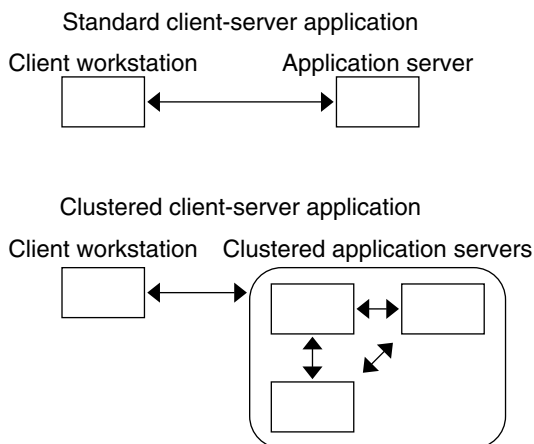 Standard client-server application
Client workstation Application server
Clustered client-server application
Client workstation Clustered application servers